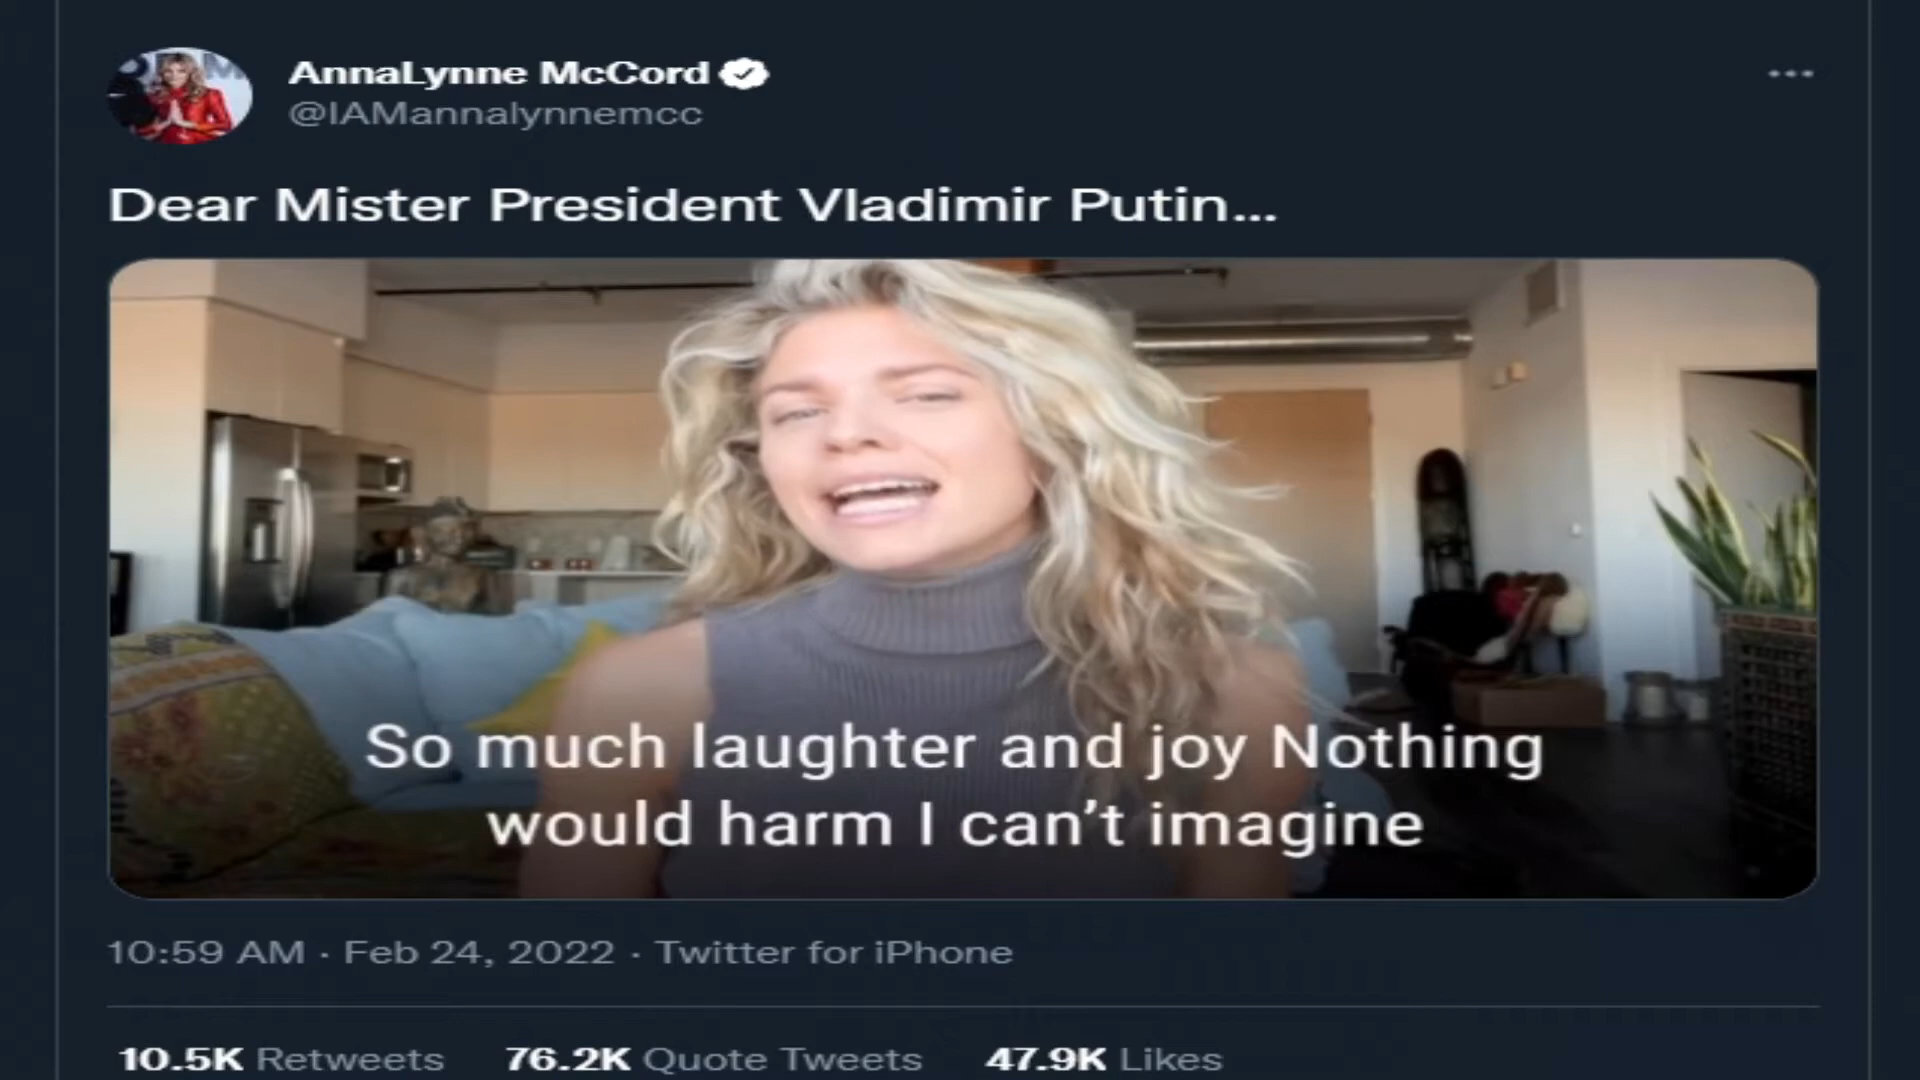 AnnaLynne McCord
@IAMannalynnemcc
Dear Mister President Vladimir Putin...
So much laughter and joy Nothing
would harm I can't imagine
10:59 AM · Feb 24, 2022 · Twitter for iPhone
10.5K Retweets 76.2K Quote Tweets 47.9K Likes